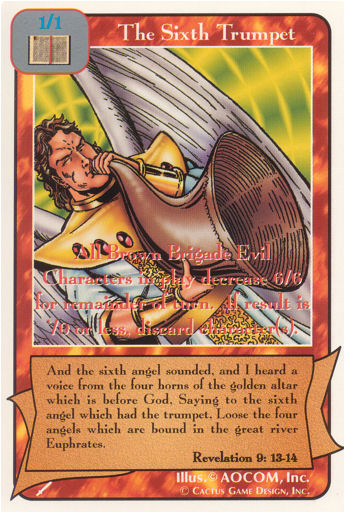 1/1
The Sixth Trumpet
All Brown Brigade Evil
Characters in play decrease 6/6
for remainder of turn. If result is
*/0 or less, discard character(s).
And the sixth angel sounded, and I heard a
voice from the four horns of the golden altar
which is before God, Saying to the sixth
angel which had the trumpet, Loose the four
angels which are bound in the great river
Euphrates.
Revelation 9: 13-14
Illus.© AOCOM, Inc.
© Cactus Game Design, Inc.